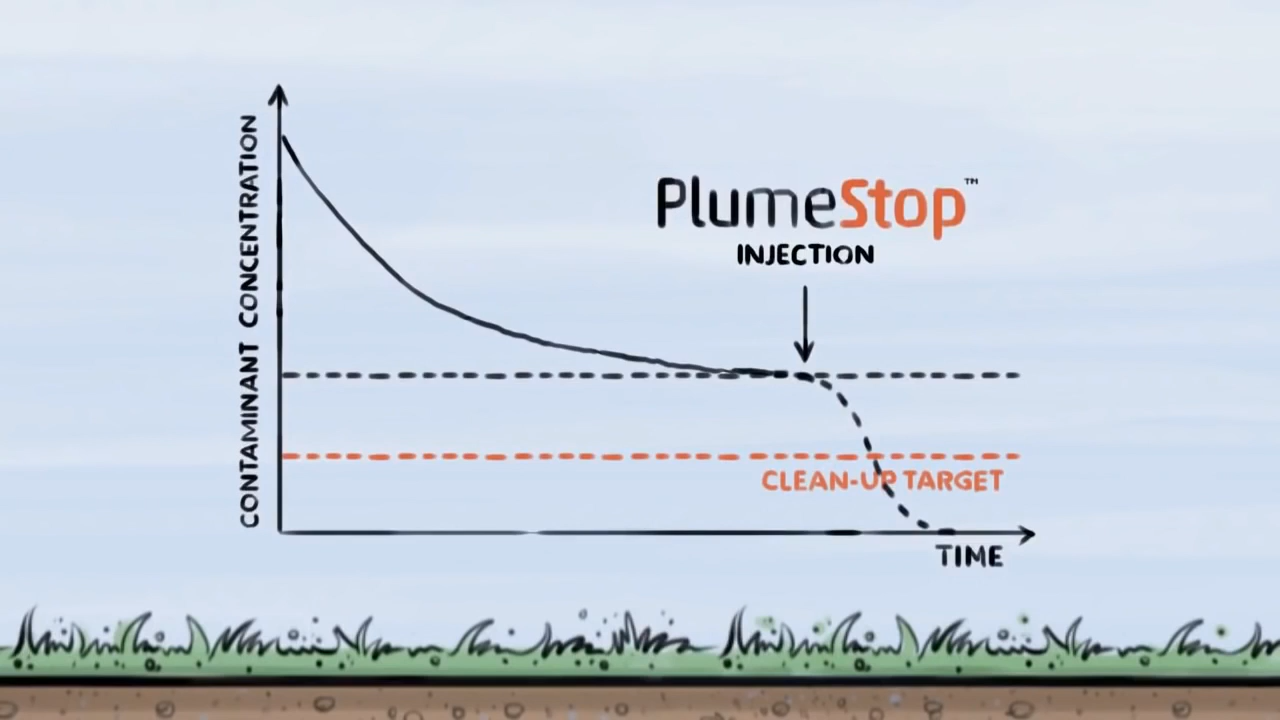 CONTAMINANT CONCENTRATION
PlumeStop™
INJECTION
CLEAN-UP TARGET
TIME